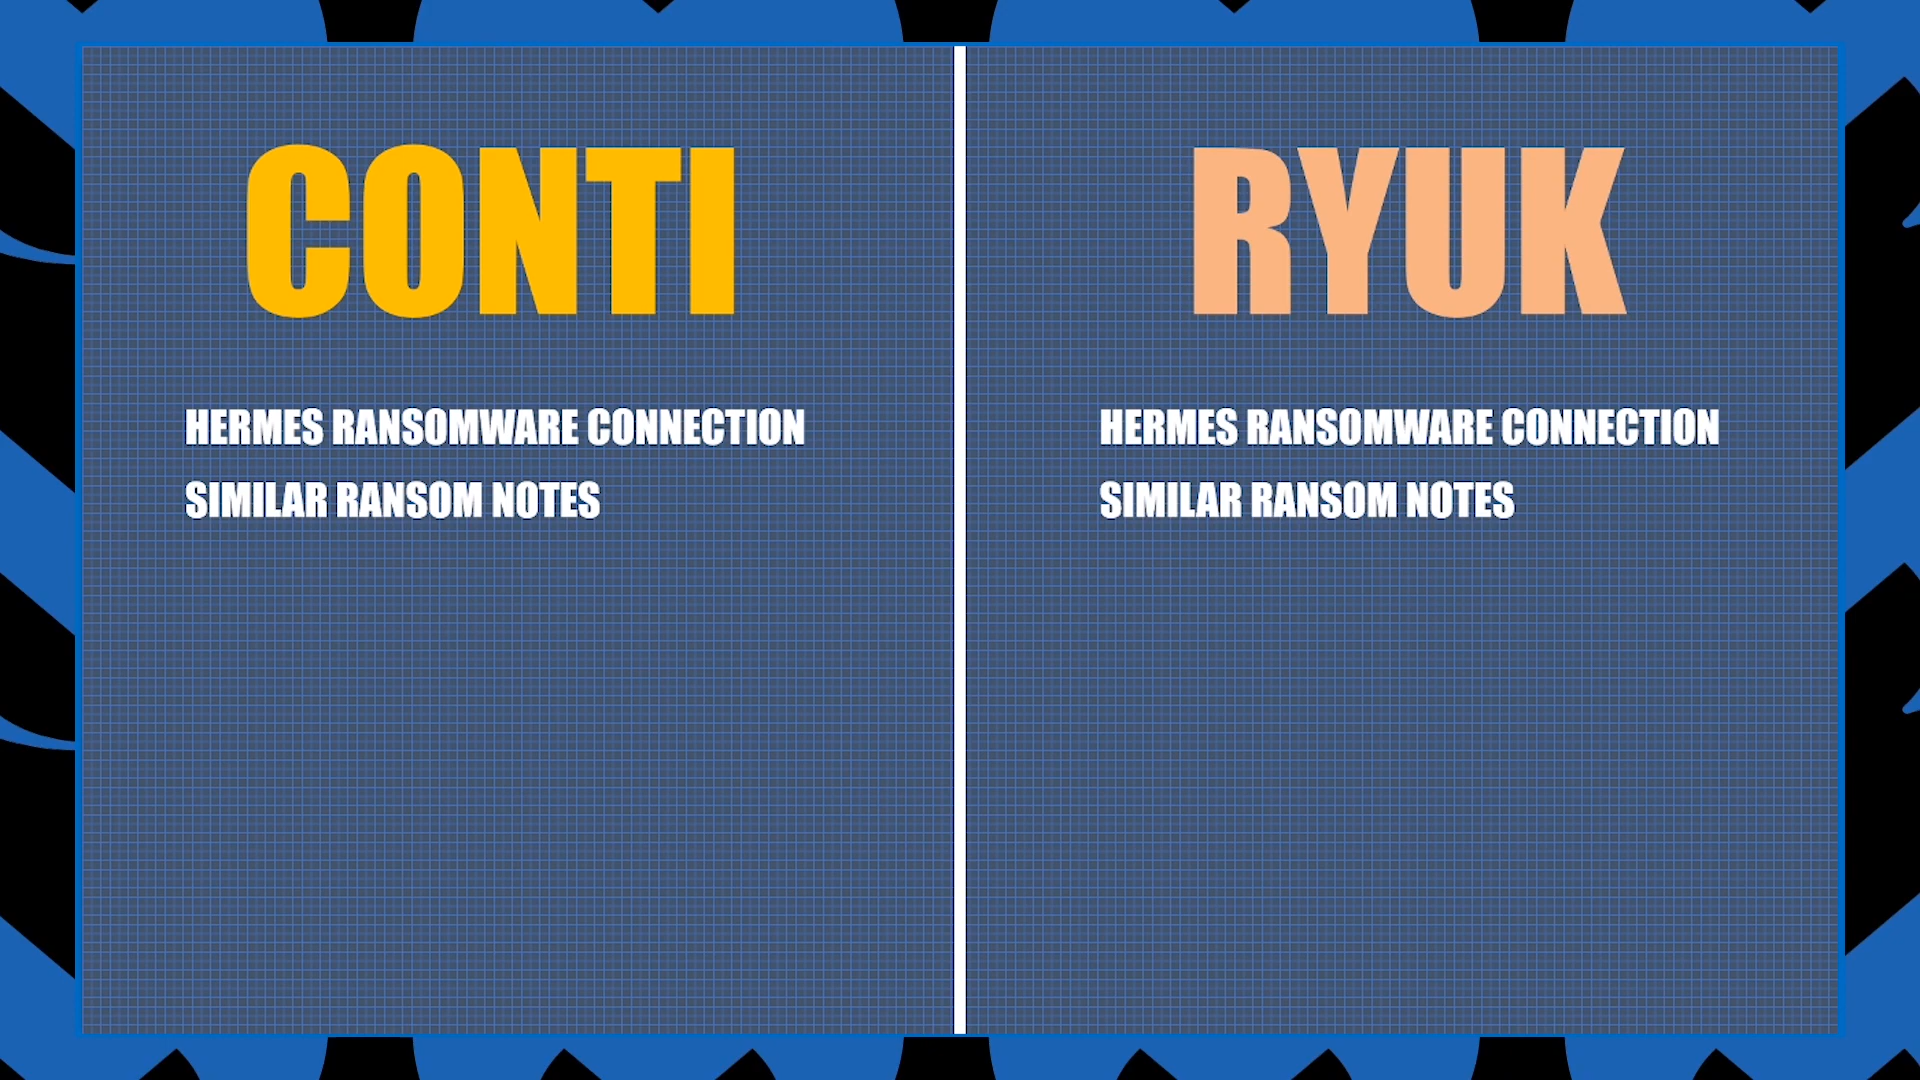 CONTI
HERMES RANSOMWARE CONNECTION
SIMILAR RANSOM NOTES
RYUK
HERMES RANSOMWARE CONNECTION
SIMILAR RANSOM NOTES